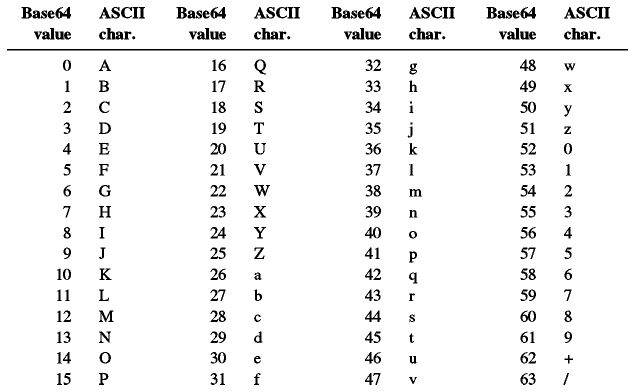 Base64 ASCII Base64 ASCII Base64 ASCII Base64 ASCII
value char. value char. value char. value char.
0 A 16 Q 32 g 48 w
1 B 17 R 33 h 49 x
2 C 18 S 34 i 50 y
3 D 19 T 35 j 51 z
4 E 20 U 36 k 52 0
5 F 21 V 37 l 53 1
6 G 22 W 38 m 54 2
7 H 23 X 39 n 55 3
8 I 24 Y 40 o 56 4
9 J 25 Z 41 p 57 5
10 K 26 a 42 q 58 6
11 L 27 b 43 r 59 7
12 M 28 c 44 s 60 8
13 N 29 d 45 t 61 9
14 O 30 e 46 u 62 +
15 P 31 f 47 v 63 /